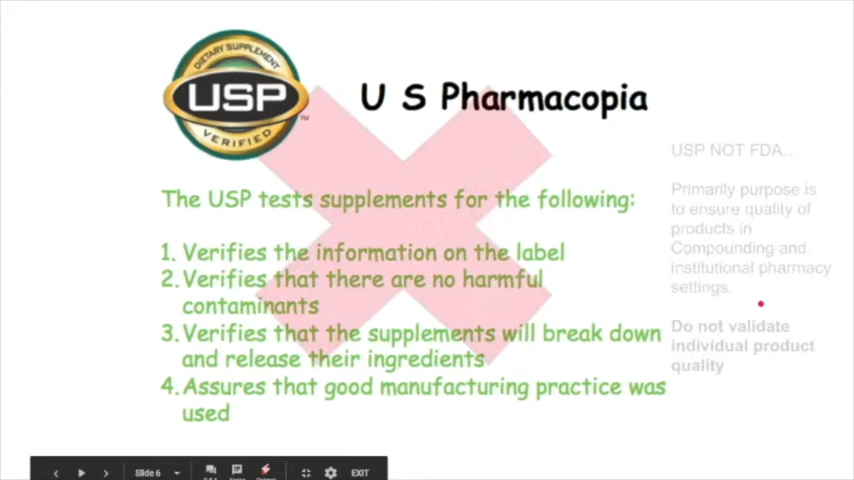 DIETARY SUPPLEMENT
USP
VERIFIED
TM
U S Pharmacopia
The USP tests supplements for the following:
1. Verifies the information on the label
2. Verifies that there are no harmful
contaminants
3. Verifies that the supplements will break down
and release their ingredients
4. Assures that good manufacturing practice was
used
USP NOT FDA...
Primarily purpose is
to ensure quality of
products in
Compounding and
institutional pharmacy
settings.
Do not validate
individual product
quality
Slide 6
EXIT